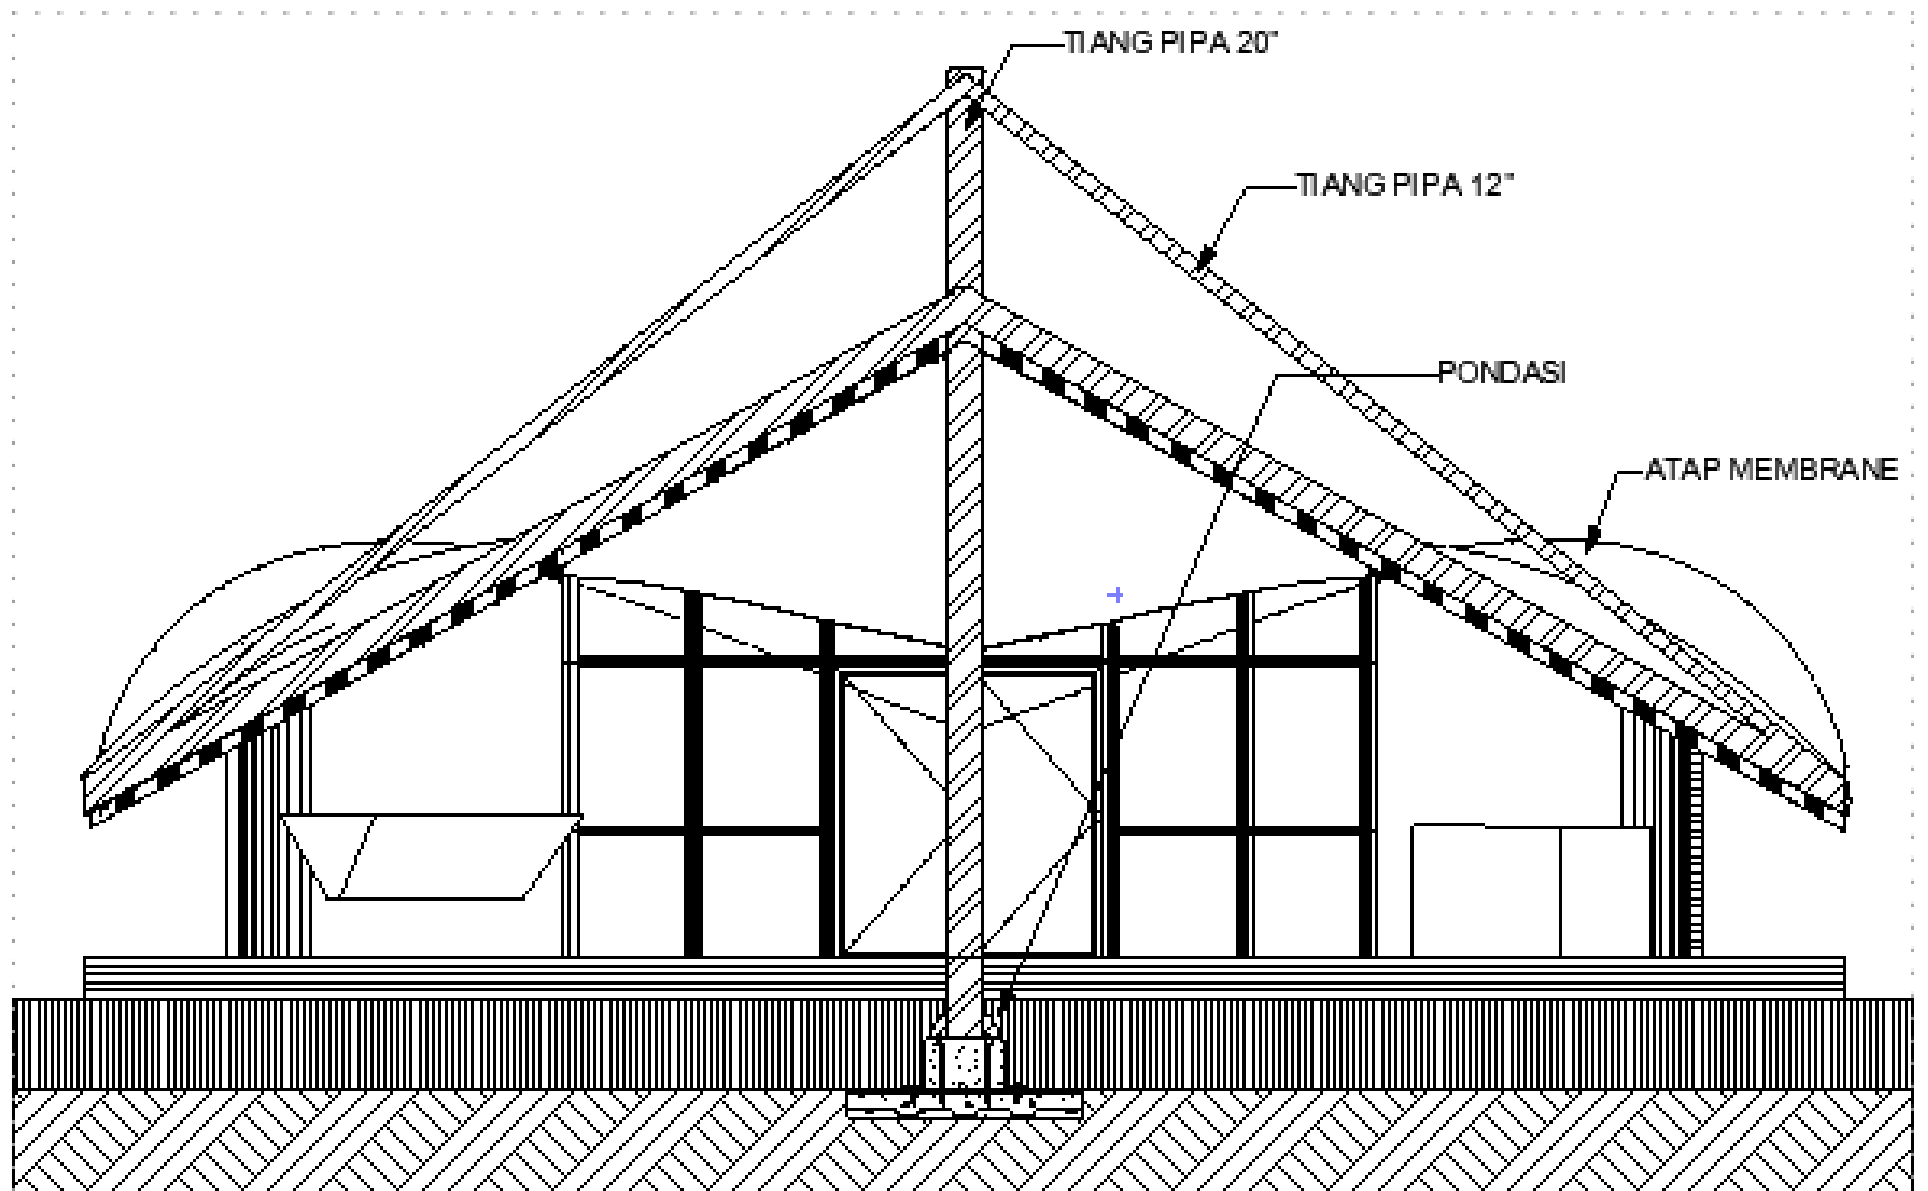 TIANG PIPA 20"
TIANG PIPA 12"
PONDASI
ATAP MEMBRANE